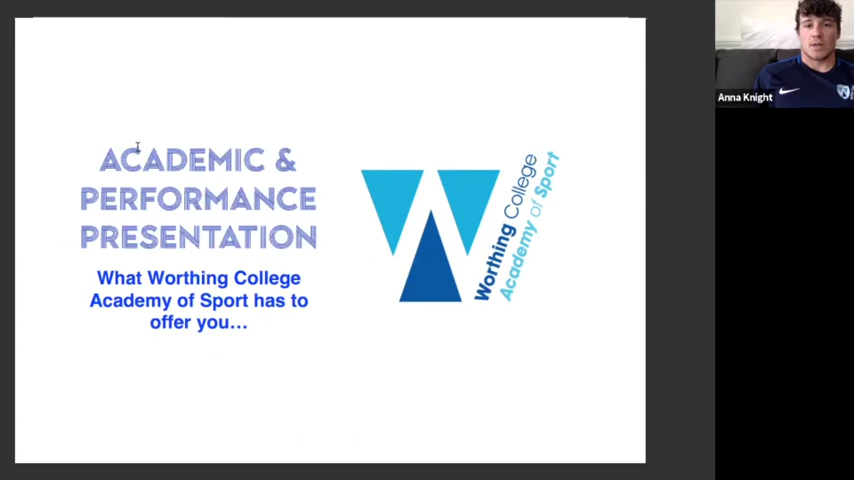 ACADEMIC &
PERFORMANCE
PRESENTATION
What Worthing College
Academy of Sport has to
offer you…
Worthing College
Academy of Sport
Anna Knight